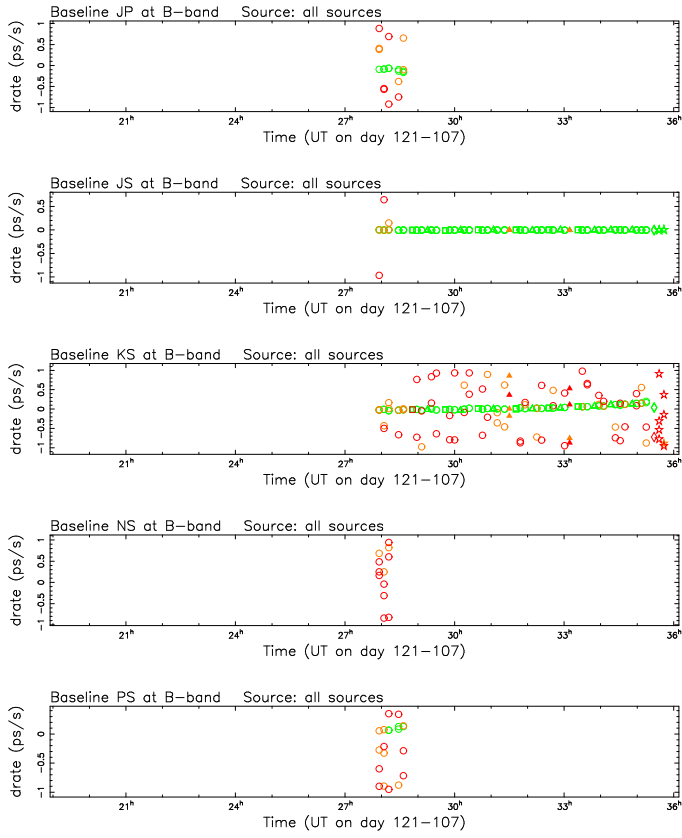 Baseline JP at B-band Source: all sources
drate (ps/s)
1
0.5
0
-0.5
-1
21h 24h 27h 30h 33h 36h
Time (UT on day 121-107)
Baseline JS at B-band Source: all sources
drate (ps/s)
0.5
0
-0.5
-1
21h 24h 27h 30h 33h 36h
Time (UT on day 121-107)
Baseline KS at B-band Source: all sources
drate (ps/s)
1
0.5
0
-0.5
-1
21h 24h 27h 30h 33h 36h
Time (UT on day 121-107)
Baseline NS at B-band Source: all sources
drate (ps/s)
1
0.5
0
-0.5
-1
21h 24h 27h 30h 33h 36h
Time (UT on day 121-107)
Baseline PS at B-band Source: all sources
drate (ps/s)
0
-0.5
-1
21h 24h 27h 30h 33h 36h
Time (UT on day 121-107)